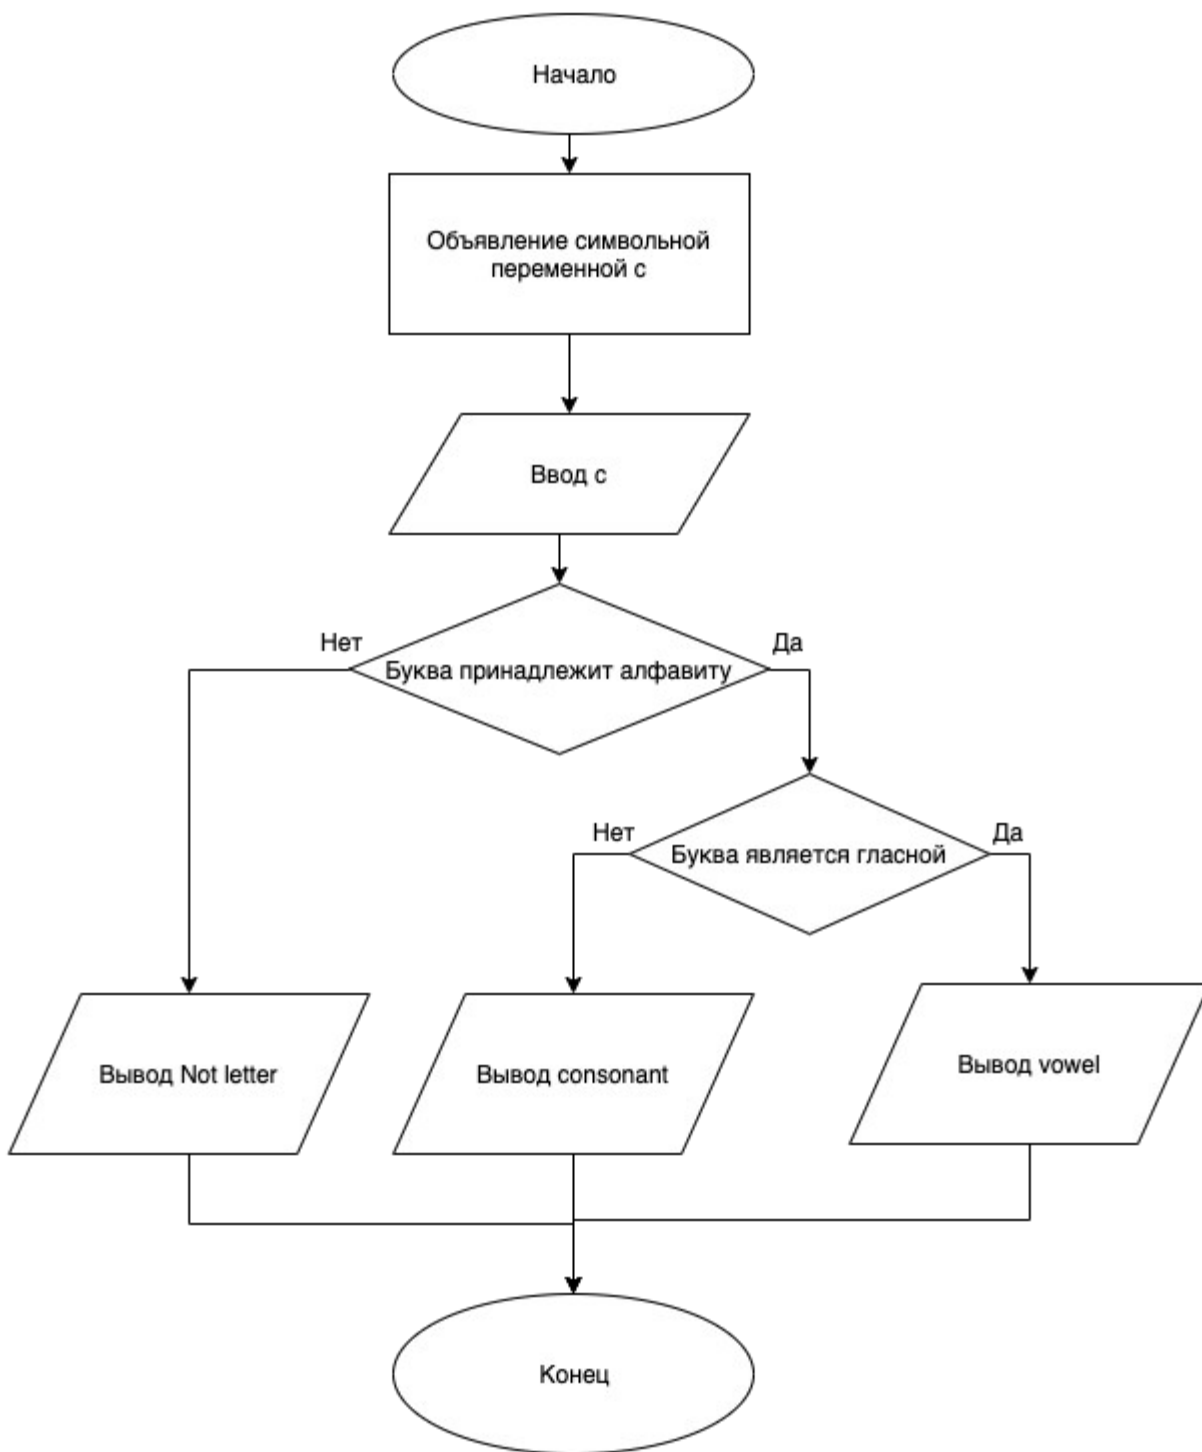 Начало
Объявление символьной
переменной с
Ввод с
Нет
Да
Буква принадлежит алфавиту
Нет
Да
Буква является гласной
Вывод Not letter
Вывод consonant
Вывод vowel
Конец